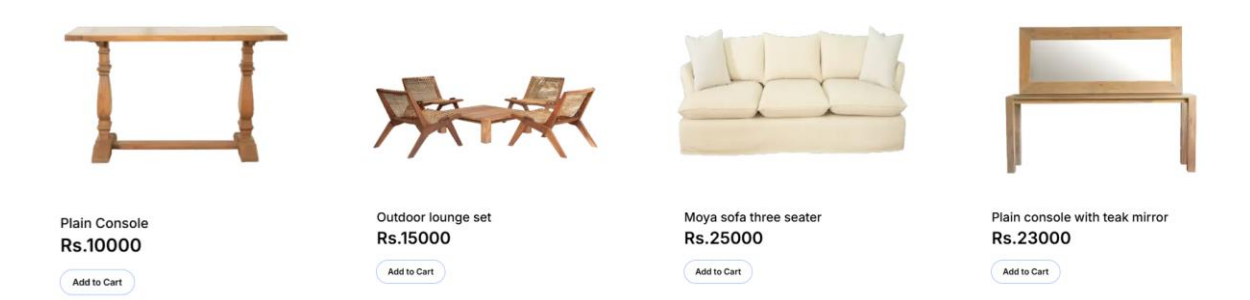 Plain Console
Rs.10000
Add to Cart
Outdoor lounge set
Rs.15000
Add to Cart
Moya sofa three seater
Rs.25000
Add to Cart
Plain console with teak mirror
Rs.23000
Add to Cart